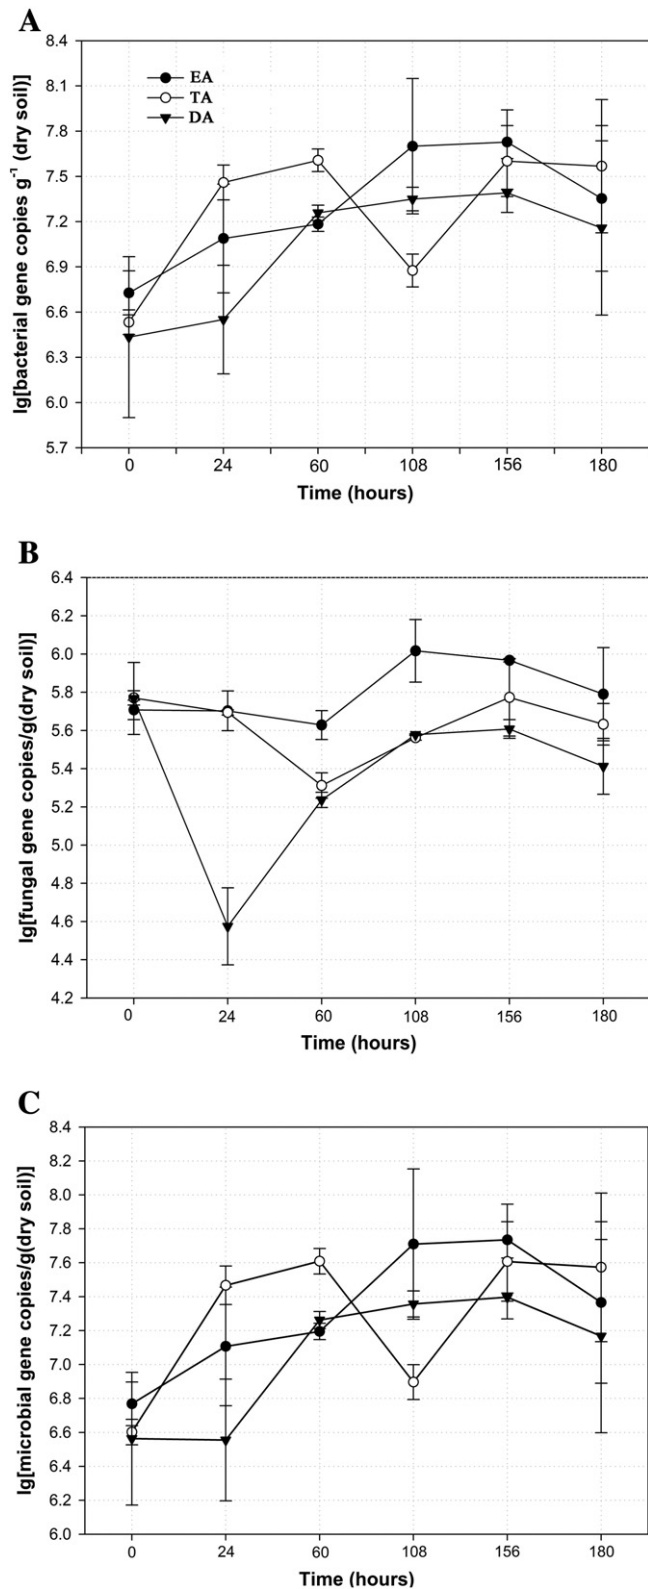 A
lg[bacterial gene copies g⁻¹ (dry soil)]
8.4
8.1
7.8
7.5
7.2
6.9
6.6
6.3
6.0
5.7
EA
TA
DA
0 24 60 108 156 180
Time (hours)
B
lg[fungal gene copies/g(dry soil)]
6.4
6.2
6.0
5.8
5.6
5.4
5.2
5.0
4.8
4.6
4.4
4.2
0 24 60 108 156 180
Time (hours)
C
lg[microbial gene copies/g(dry soil)]
8.4
8.2
8.0
7.8
7.6
7.4
7.2
7.0
6.8
6.6
6.4
6.2
6.0
0 24 60 108 156 180
Time (hours)